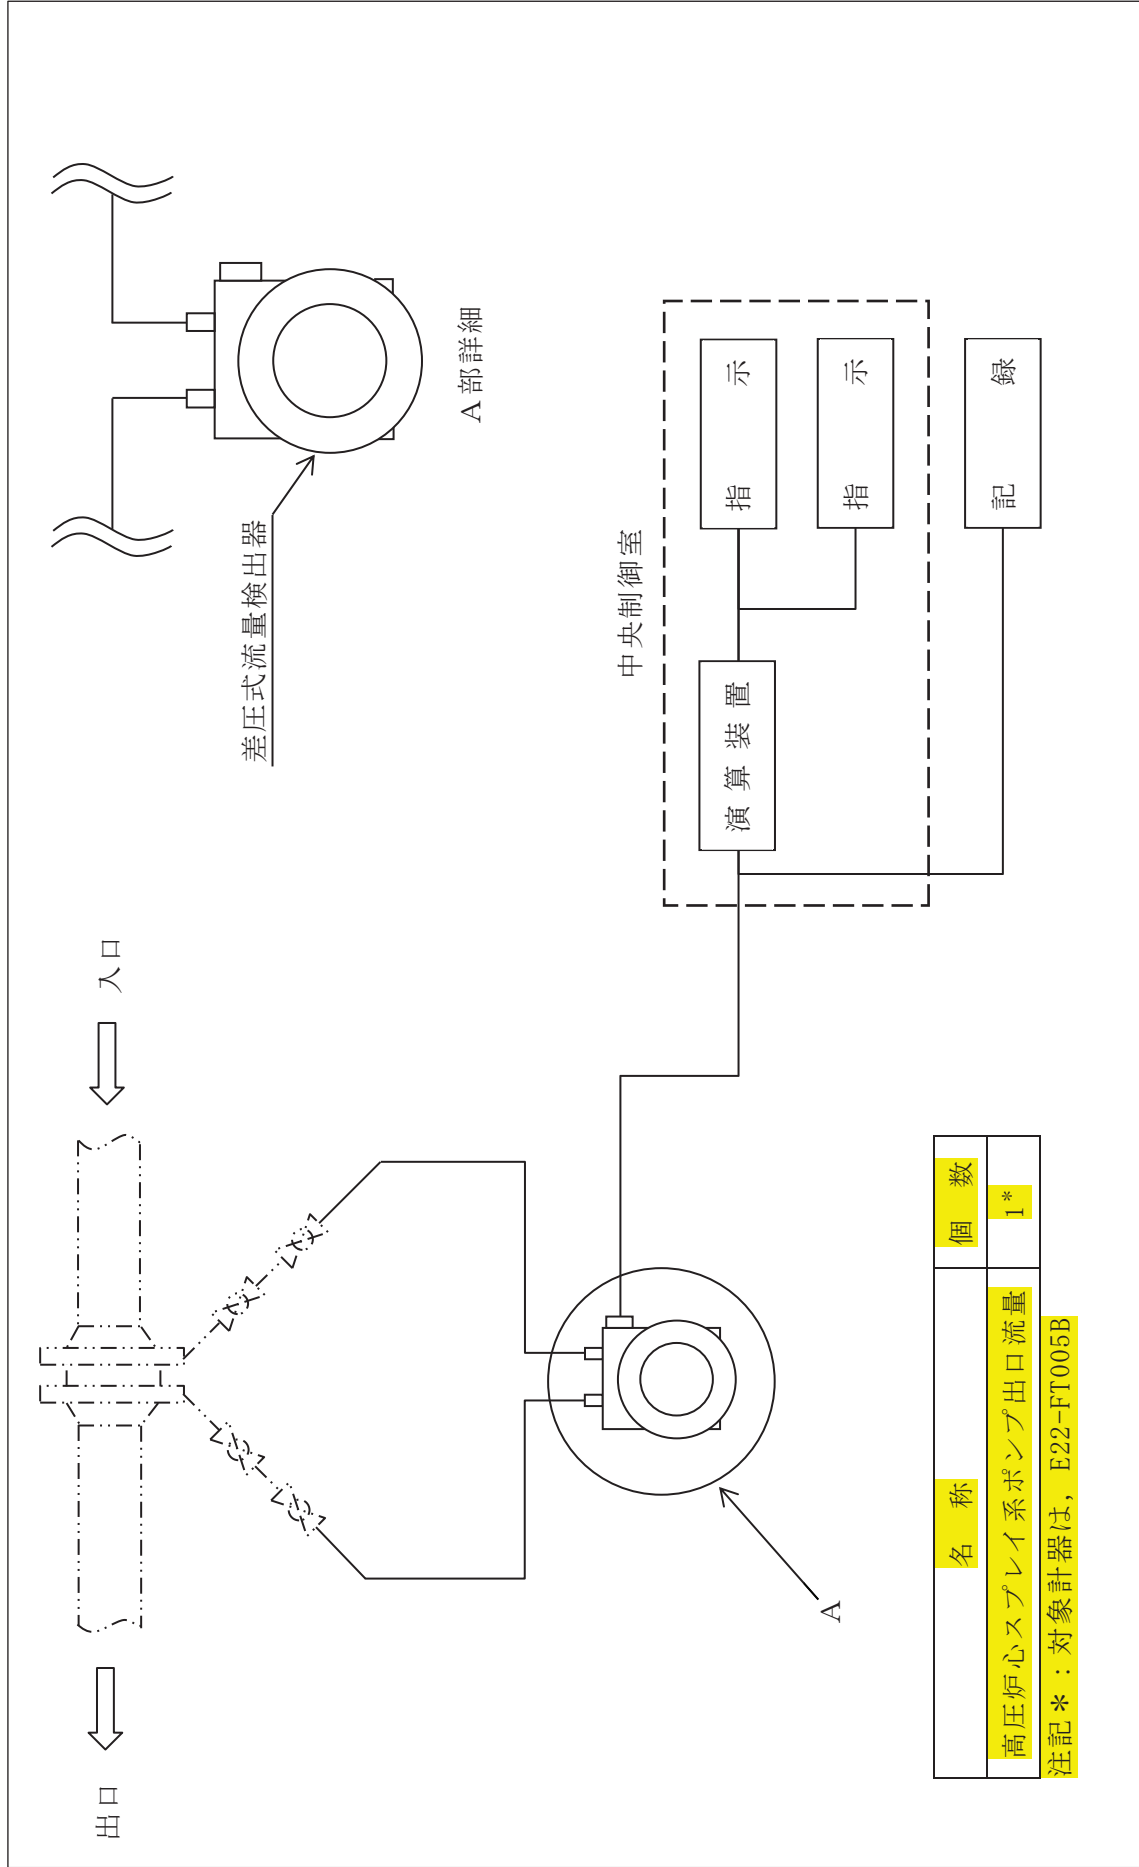 出口
入口
差圧式流量検出器
A部詳細
A
中央制御室
演算装置
指示
指示
記録
名称 個数
高圧炉心スプレイ系ポンプ出口流量 1*
注記＊：対象計器は，E22-FT005B